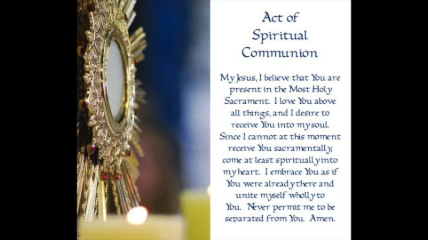 Act of
Spiritual
Communion
My Jesus, I believe that You are
present in the Most Holy
Sacrament. I love You above
all things, and I desire to
receive You into my soul.
Since I cannot at this moment
receive You sacramentally,
come at least spiritually into
my heart. I embrace You as if
You were already there and
unite myself wholly to
You. Never permit me to be
separated from You. Amen.